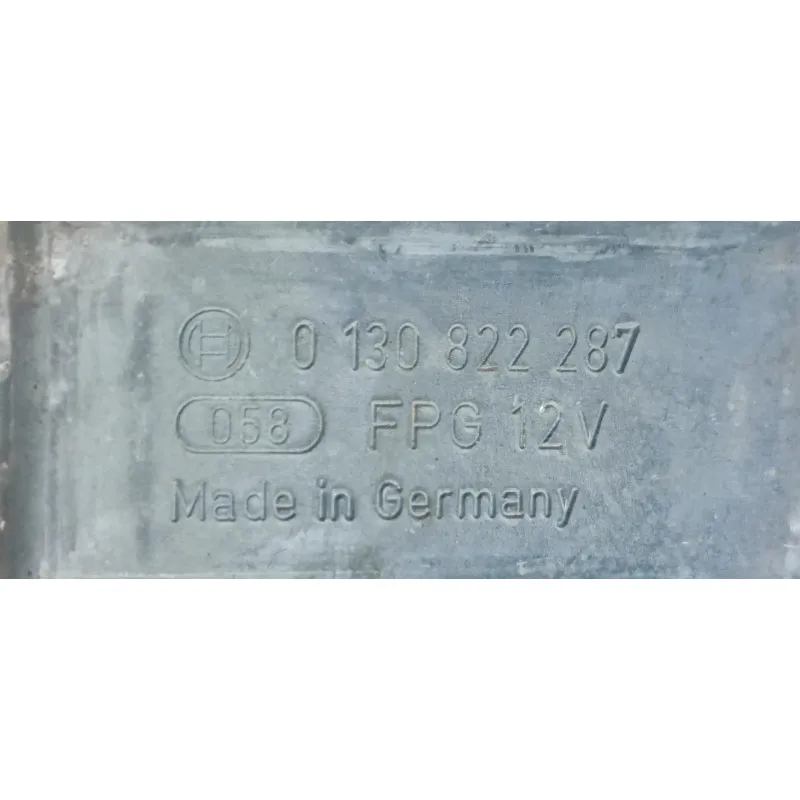 0 130 822 287
058 FPG 12V
Made in Germany